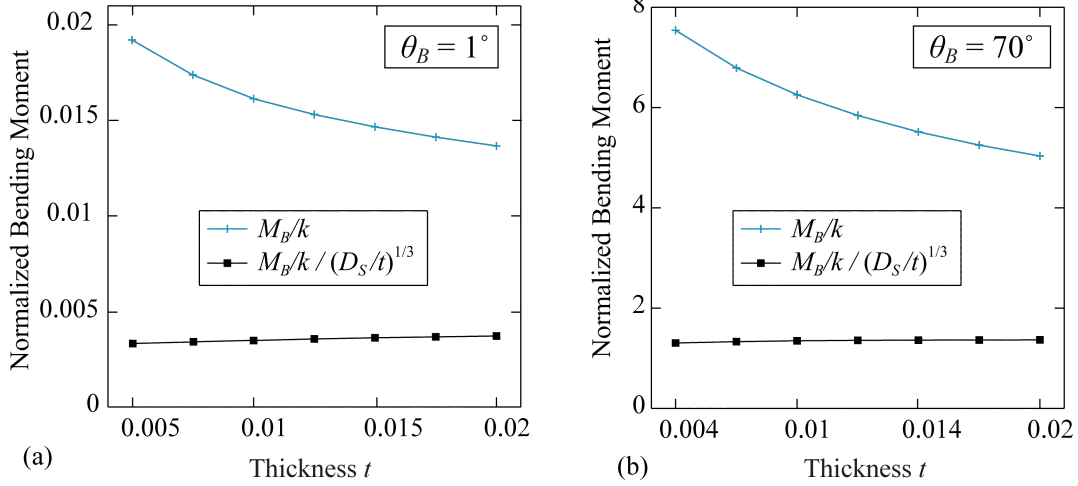 Normalized Bending Moment
0.02
0.015
0.01
0.005
0
θB = 1°
MB/k
MB/k / (DS/t)1/3
0.005
0.01
0.015
0.02
(a)
Thickness t
Normalized Bending Moment
8
6
4
2
0
θB = 70°
MB/k
MB/k / (DS/t)1/3
0.004
0.01
0.014
0.02
(b)
Thickness t